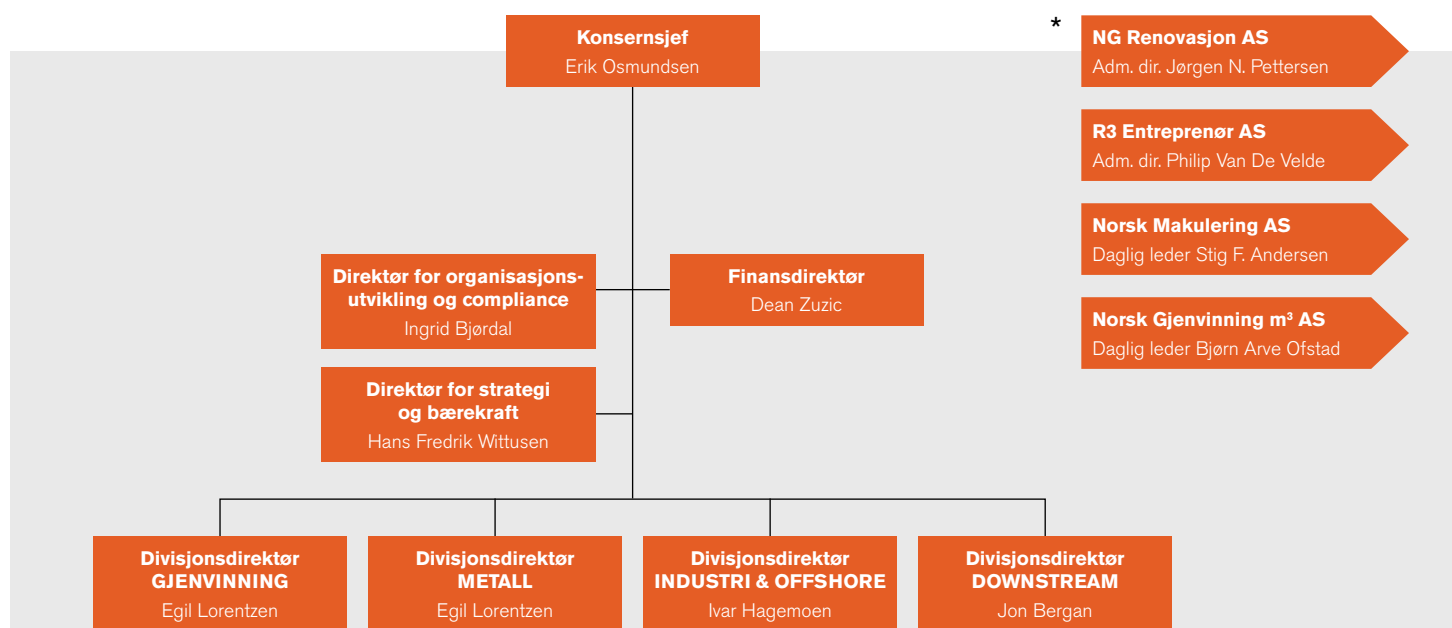 Konsernsjef
Erik Osmundsen
*
NG Renovasjon AS
Adm. dir. Jørgen N. Pettersen
R3 Entreprenør AS
Adm. dir. Philip Van De Velde
Norsk Makulering AS
Daglig leder Stig F. Andersen
Norsk Gjenvinning m³ AS
Daglig leder Bjørn Arve Ofstad
Direktør for organisasjons-
utvikling og compliance
Ingrid Bjørdal
Finansdirektør
Dean Zuzic
Direktør for strategi
og bærekraft
Hans Fredrik Wittusen
Divisjonsdirektør
GJENVINNING
Egil Lorentzen
Divisjonsdirektør
METALL
Egil Lorentzen
Divisjonsdirektør
INDUSTRI & OFFSHORE
Ivar Hagemoen
Divisjonsdirektør
DOWNSTREAM
Jon Bergan